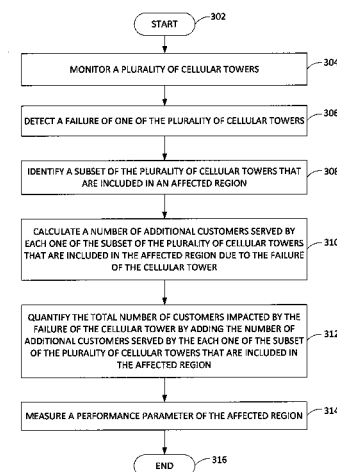 START
302
MONITOR A PLURALITY OF CELLULAR TOWERS
304
DETECT A FAILURE OF ONE OF THE PLURALITY OF CELLULAR TOWERS
306
IDENTIFY A SUBSET OF THE PLURALITY OF CELLULAR TOWERS THAT
ARE INCLUDED IN AN AFFECTED REGION
308
CALCULATE A NUMBER OF ADDITIONAL CUSTOMERS SERVED BY
EACH ONE OF THE SUBSET OF THE PLURALITY OF CELLULAR TOWERS
THAT ARE INCLUDED IN THE AFFECTED REGION DUE TO THE FAILURE
OF THE CELLULAR TOWER
310
QUANTIFY THE TOTAL NUMBER OF CUSTOMERS IMPACTED BY THE
FAILURE OF THE CELLULAR TOWER BY ADDING THE NUMBER OF
ADDITIONAL CUSTOMERS SERVED BY THE EACH ONE OF THE SUBSET
OF THE PLURALITY OF CELLULAR TOWERS THAT ARE INCLUDED IN
THE AFFECTED REGION
312
MEASURE A PERFORMANCE PARAMETER OF THE AFFECTED REGION
314
END
316